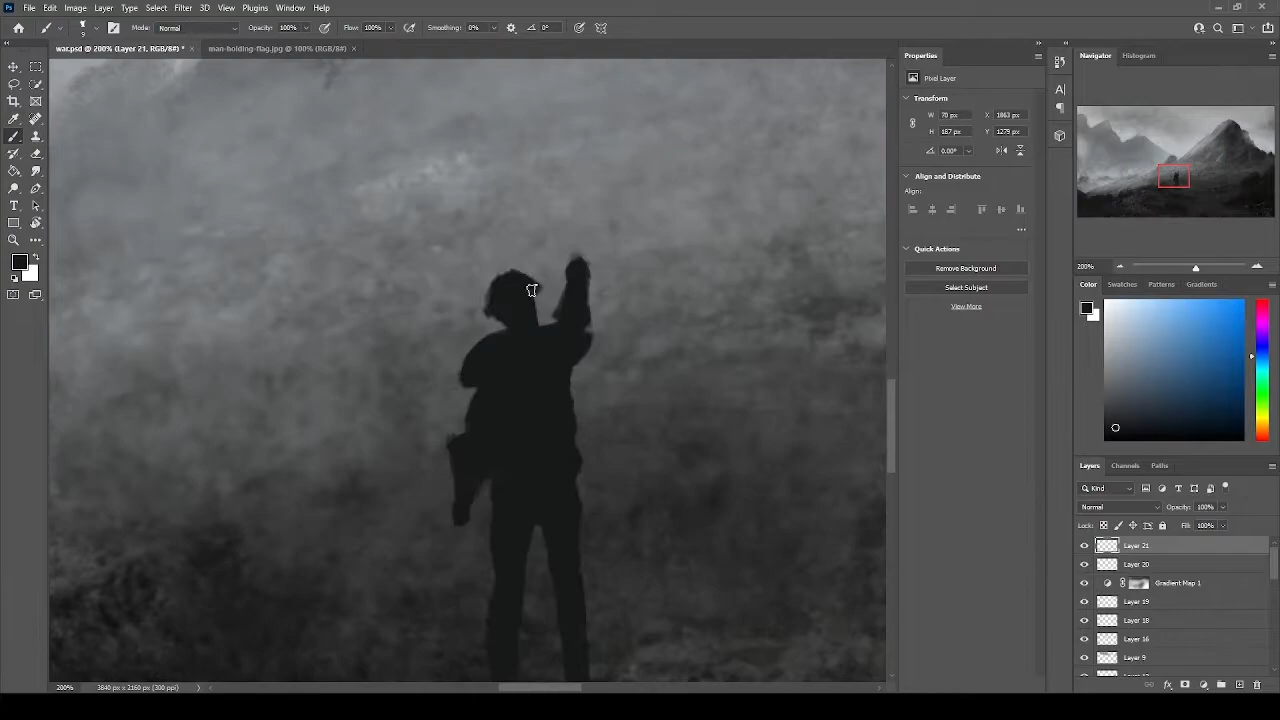 Ps File Edit Image Layer Type Select Filter 3D View Plugins Window Help
9 Mode: Normal Opacity: 100% Flow: 100% Smoothing: 0% 0°
war.psd @ 200% (Layer 21, RGB/8#) * × man-holding-flag.jpg @ 100% (RGB/8#) ×
Properties
Pixel Layer
Transform
W 70 px X 1863 px
H 187 px Y 1279 px
0.00°
Align and Distribute
Align:
Quick Actions
Remove Background
Select Subject
View More
Navigator Histogram
200%
Color Swatches Patterns Gradients
Layers Channels Paths
Kind
Normal Opacity: 100%
Lock: Fill: 100%
Layer 21
Layer 20
Gradient Map 1
Layer 19
Layer 18
Layer 16
Layer 9
200% 3840 px x 2160 px (300 ppi)